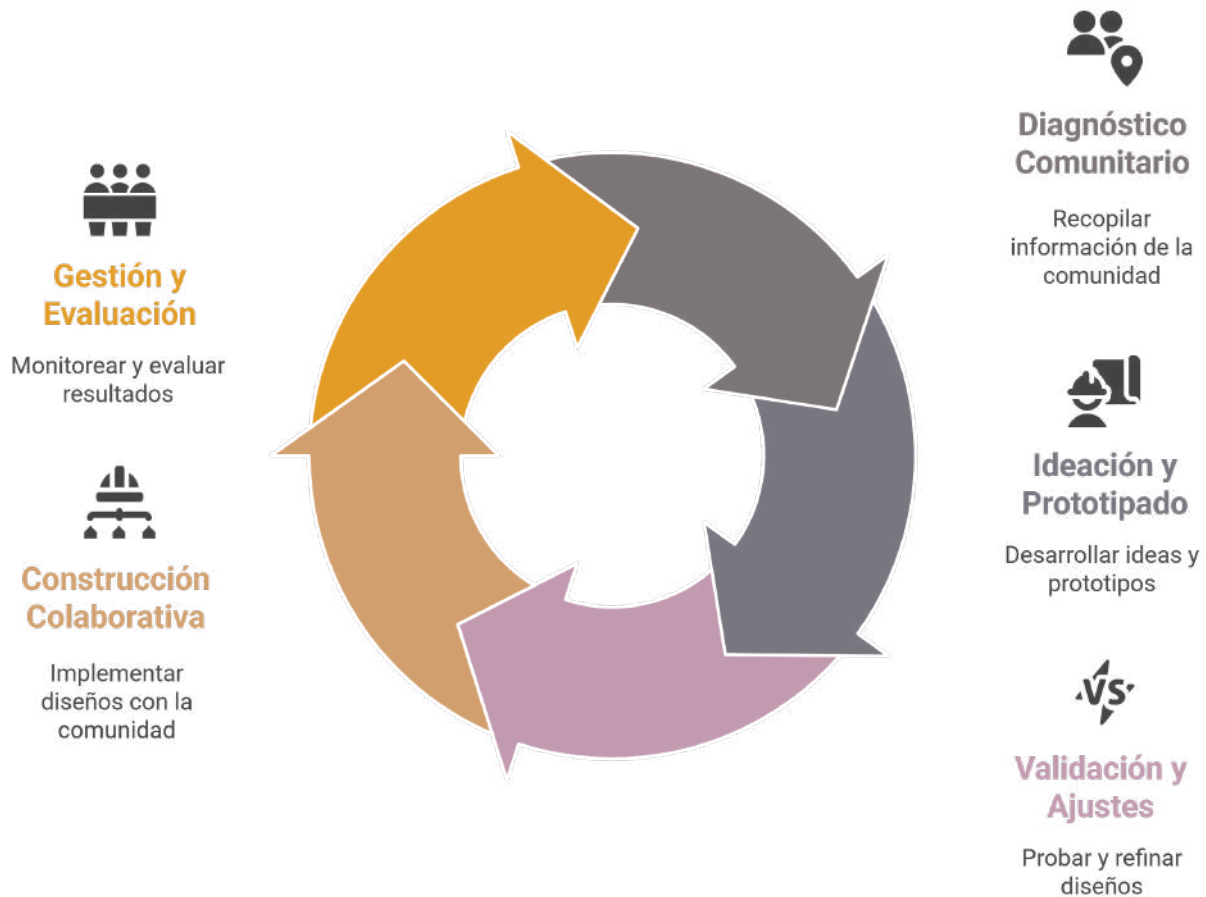 Diagnóstico
Comunitario
Recopilar
información de la
comunidad
Ideación y
Prototipado
Desarrollar ideas y
prototipos
VS
Validación y
Ajustes
Probar y refinar
diseños
Construcción
Colaborativa
Implementar
diseños con la
comunidad
Gestión y
Evaluación
Monitorear y evaluar
resultados